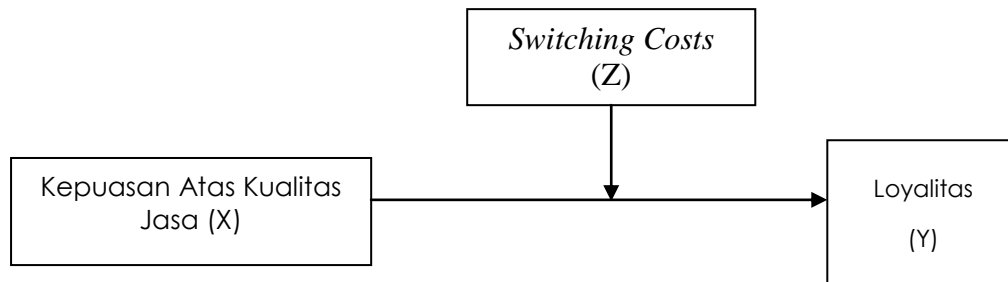 Switching Costs
(Z)
Kepuasan Atas Kualitas
Jasa (X)
Loyalitas
(Y)